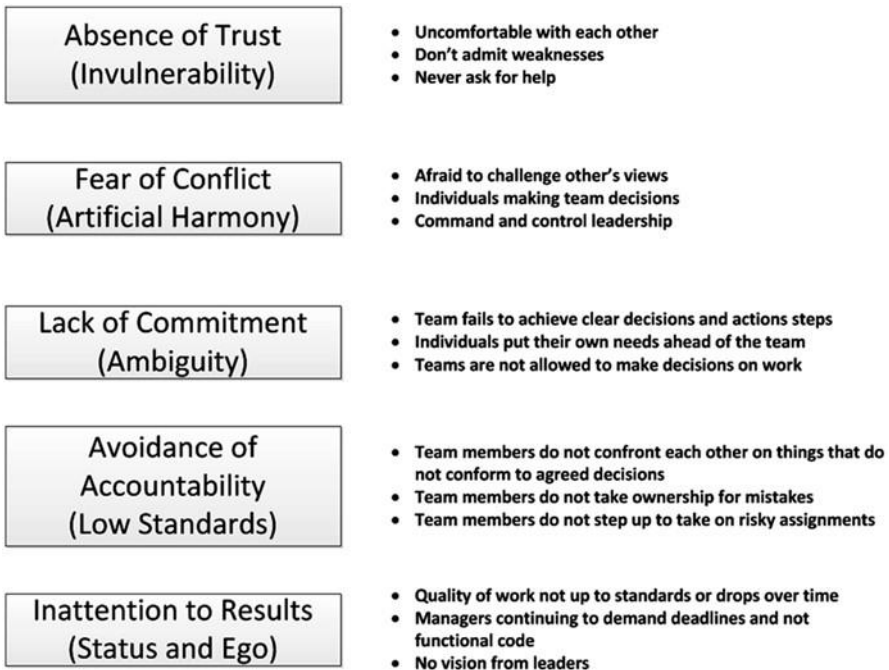 Absence of Trust
(Invulnerability)
• Uncomfortable with each other
• Don't admit weaknesses
• Never ask for help
Fear of Conflict
(Artificial Harmony)
• Afraid to challenge other's views
• Individuals making team decisions
• Command and control leadership
Lack of Commitment
(Ambiguity)
• Team fails to achieve clear decisions and actions steps
• Individuals put their own needs ahead of the team
• Teams are not allowed to make decisions on work
Avoidance of
Accountability
(Low Standards)
• Team members do not confront each other on things that do
not conform to agreed decisions
• Team members do not take ownership for mistakes
• Team members do not step up to take on risky assignments
Inattention to Results
(Status and Ego)
• Quality of work not up to standards or drops over time
• Managers continuing to demand deadlines and not
functional code
• No vision from leaders